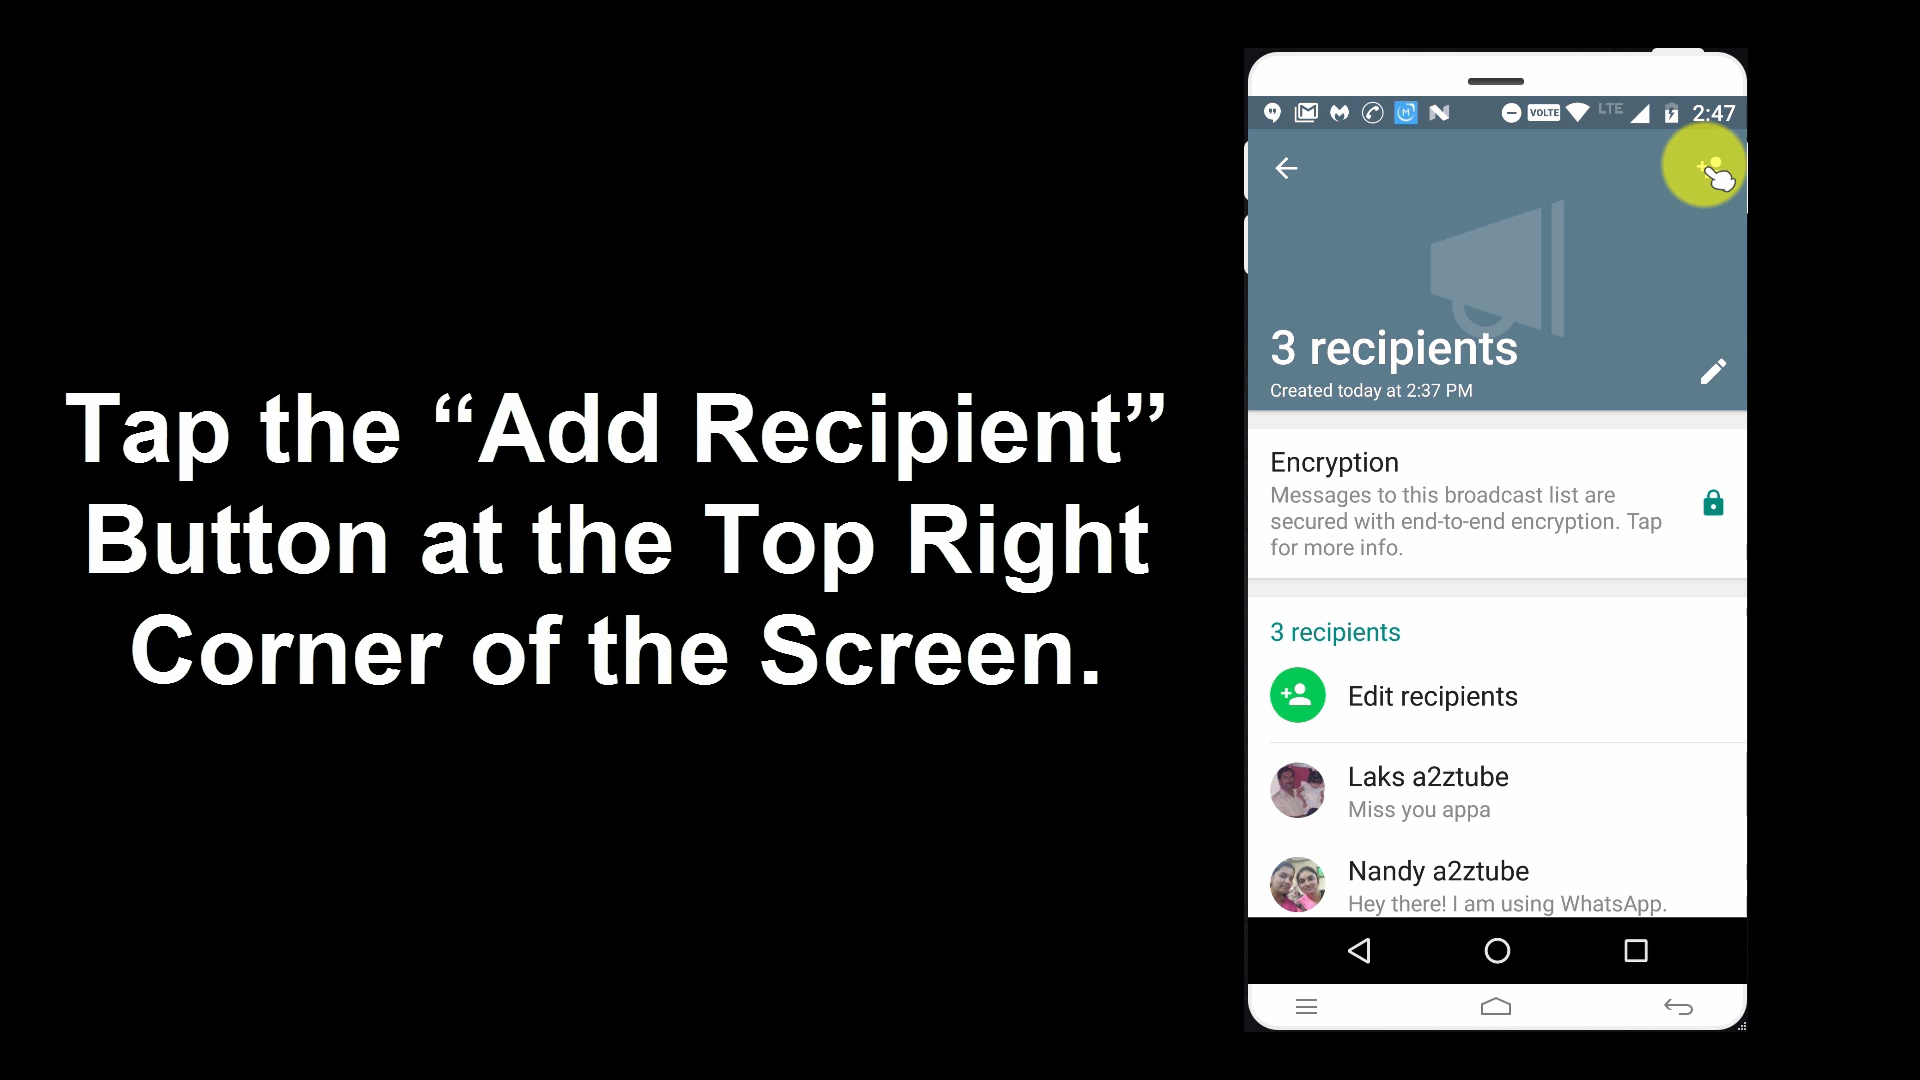 Tap the “Add Recipient”
Button at the Top Right
Corner of the Screen.
VOLTE LTE 2:47
3 recipients
Created today at 2:37 PM
Encryption
Messages to this broadcast list are
secured with end-to-end encryption. Tap
for more info.
3 recipients
Edit recipients
Laks a2ztube
Miss you appa
Nandy a2ztube
Hey there! I am using WhatsApp.